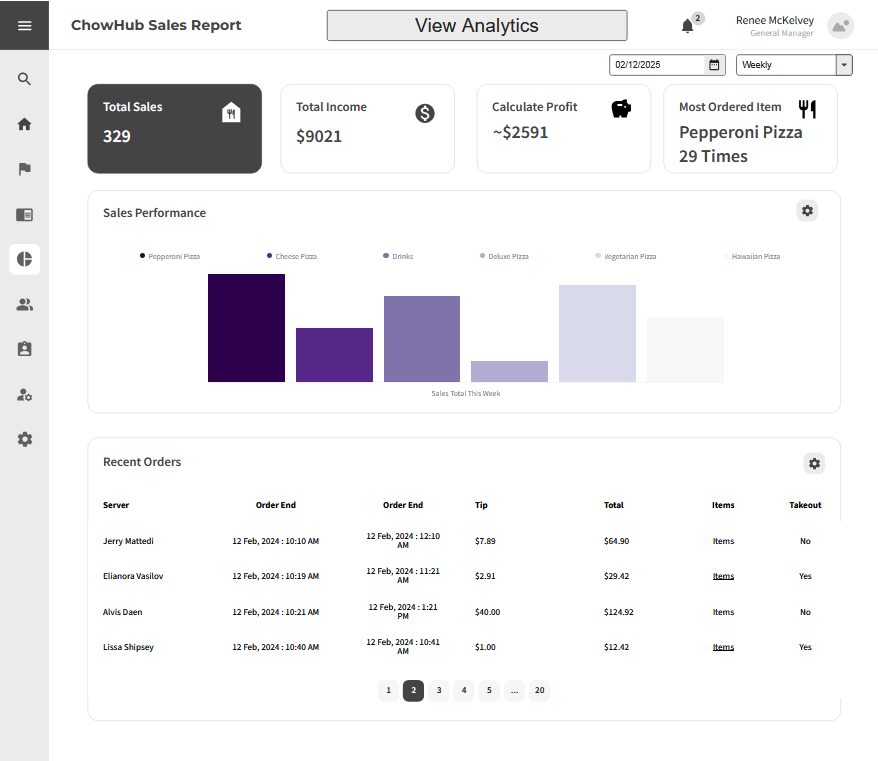 ChowHub Sales Report
View Analytics
2
Renee McKelvey
General Manager
02/12/2025
Weekly
Total Sales
329
Total Income
$9021
Calculate Profit
~$2591
Most Ordered Item
Pepperoni Pizza
29 Times
Sales Performance
Pepperoni Pizza
Cheese Pizza
Drinks
Deluxe Pizza
Vegetarian Pizza
Hawaiian Pizza
Sales Total This Week
Recent Orders
Server Order End Order End Tip Total Items Takeout
Jerry Mattedi 12 Feb, 2024 : 10:10 AM 12 Feb, 2024 : 12:10 AM $7.89 $64.90 Items No
Elianora Vasilov 12 Feb, 2024 : 10:19 AM 12 Feb, 2024 : 11:21 AM $2.91 $29.42 Items Yes
Alvis Daen 12 Feb, 2024 : 10:21 AM 12 Feb, 2024 : 1:21 PM $40.00 $124.92 Items No
Lissa Shipsey 12 Feb, 2024 : 10:40 AM 12 Feb, 2024 : 10:41 AM $1.00 $12.42 Items Yes
1 2 3 4 5 ... 20